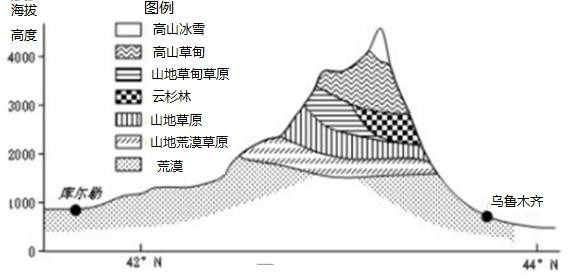 海拔
高度
图例
高山冰雪
高山草甸
山地草甸草原
云杉林
山地草原
山地荒漠草原
荒漠
4000
3000
2000
1000
0
库尔勒
乌鲁木齐
42° N
44° N